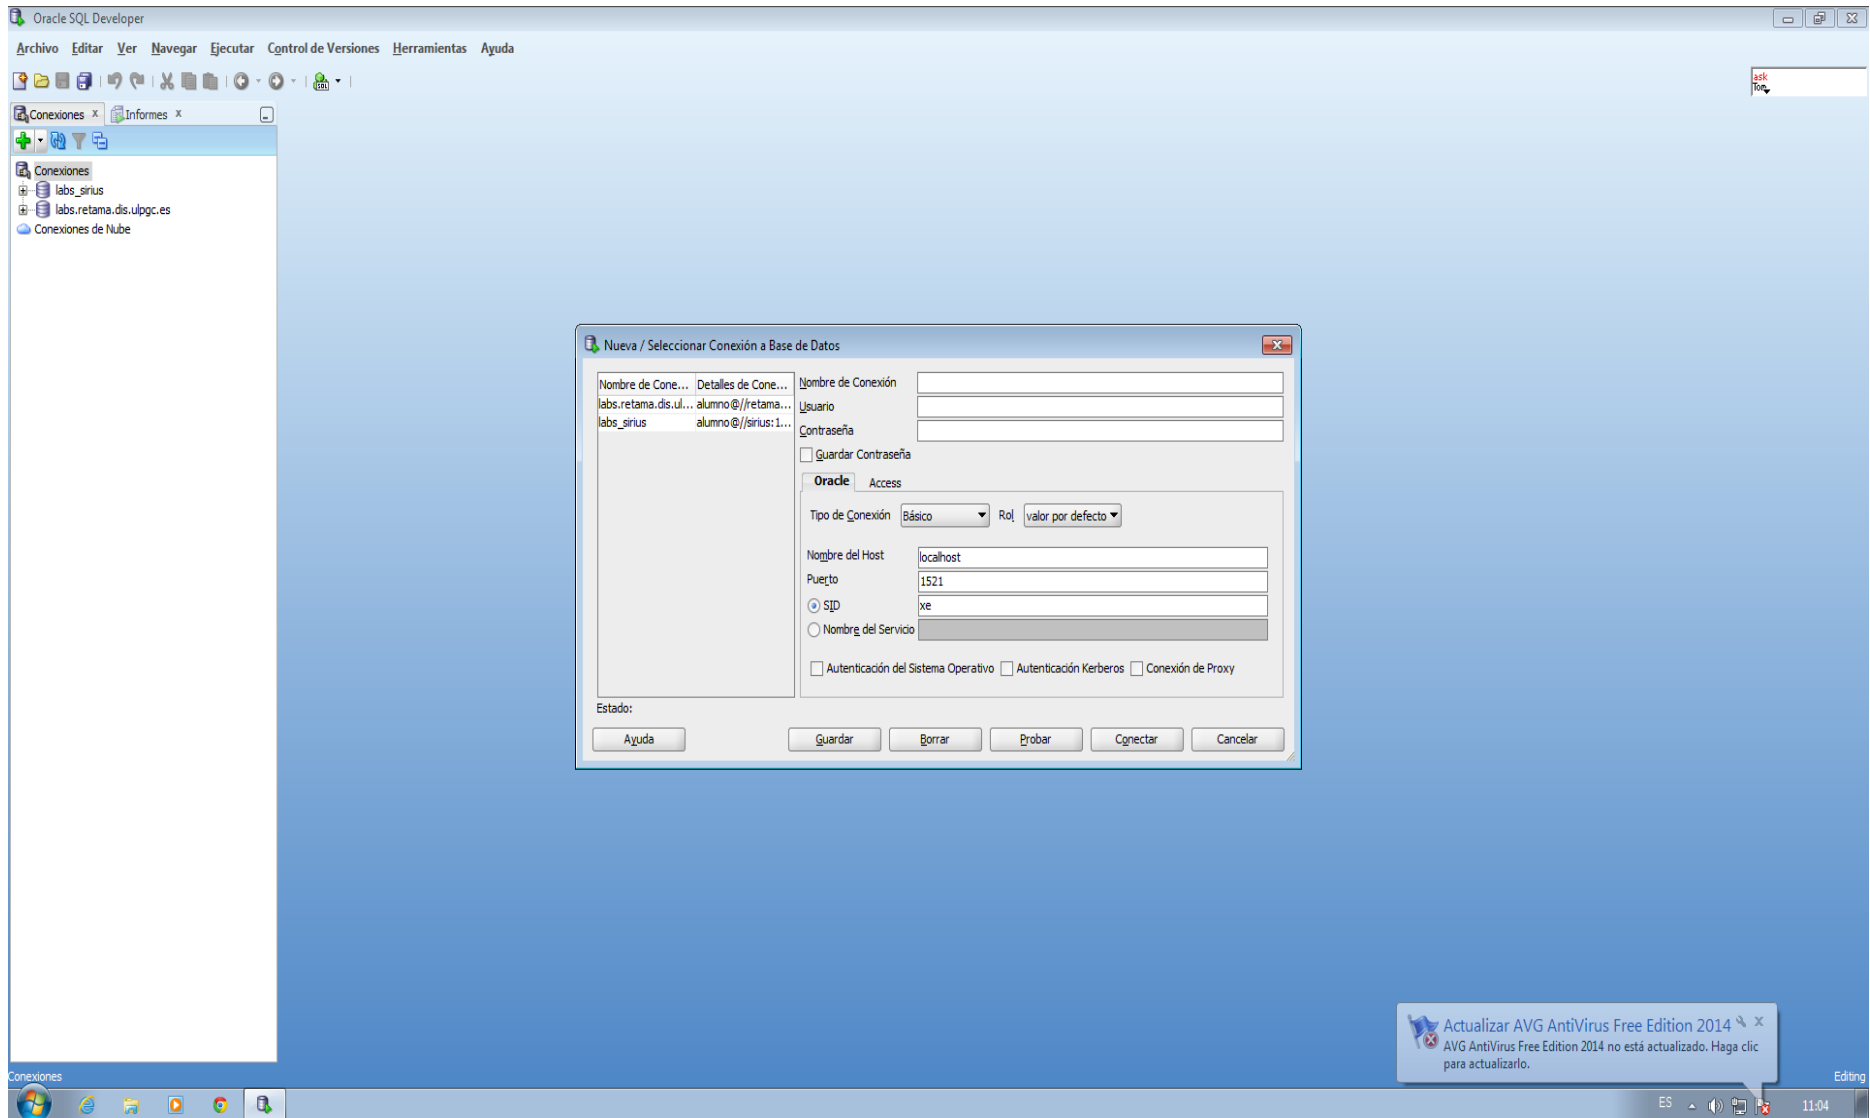 Oracle SQL Developer
Archivo Editar Ver Navegar Ejecutar Control de Versiones Herramientas Ayuda
SQL
ask
Tom
Conexiones x Informes x
Conexiones
labs_sirius
labs.retama.dis.ulpgc.es
Conexiones de Nube
Nueva / Seleccionar Conexión a Base de Datos
Nombre de Cone... Detalles de Cone...
labs.retama.dis.ul... alumno@//retama...
labs_sirius alumno@//sirius:1...
Nombre de Conexión
Usuario
Contraseña
Guardar Contraseña
Oracle Access
Tipo de Conexión Básico Rol valor por defecto
Nombre del Host localhost
Puerto 1521
SID xe
Nombre del Servicio
Autenticación del Sistema Operativo Autenticación Kerberos Conexión de Proxy
Estado:
Ayuda Guardar Borrar Probar Conectar Cancelar
Actualizar AVG AntiVirus Free Edition 2014 x
AVG AntiVirus Free Edition 2014 no está actualizado. Haga clic
para actualizarlo.
Conexiones Editing
ES 11:04